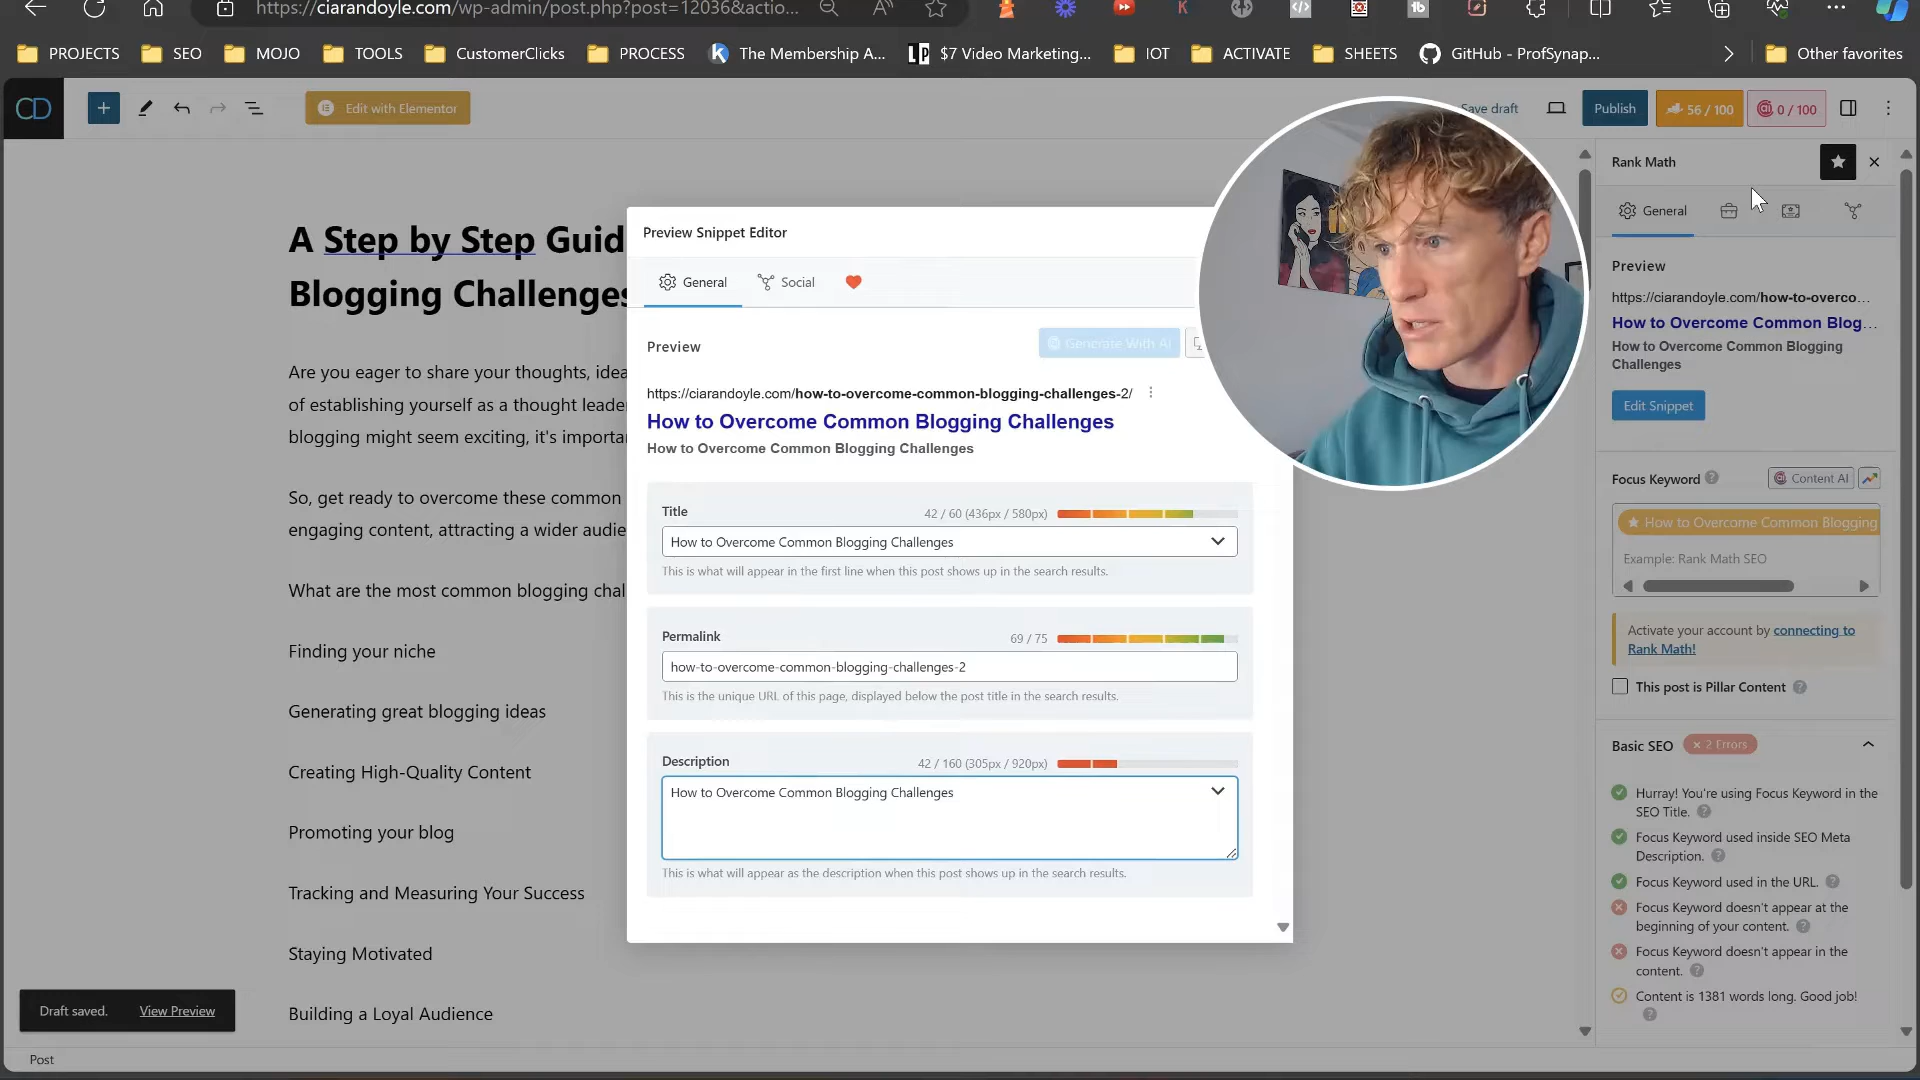 https://ciarandoyle.com/wp-admin/post.php?post=12036&actio...
PROJECTS
SEO
MOJO
TOOLS
CustomerClicks
PROCESS
The Membership A...
$7 Video Marketing...
IOT
ACTIVATE
SHEETS
GitHub - ProfSynap...
Other favorites
CD
Edit with Elementor
Save draft
Publish
56 / 100
0 / 100
A Step by Step Guid
Blogging Challenges
Are you eager to share your thoughts, idea
of establishing yourself as a thought leader
blogging might seem exciting, it's important
So, get ready to overcome these common
engaging content, attracting a wider audie
What are the most common blogging chal
Finding your niche
Generating great blogging ideas
Creating High-Quality Content
Promoting your blog
Tracking and Measuring Your Success
Staying Motivated
Building a Loyal Audience
Draft saved.
View Preview
Post
Preview Snippet Editor
General
Social
Preview
Generate With AI
https://ciarandoyle.com/how-to-overcome-common-blogging-challenges-2/
How to Overcome Common Blogging Challenges
How to Overcome Common Blogging Challenges
Title
42 / 60 (436px / 580px)
How to Overcome Common Blogging Challenges
This is what will appear in the first line when this post shows up in the search results.
Permalink
69 / 75
how-to-overcome-common-blogging-challenges-2
This is the unique URL of this page, displayed below the post title in the search results.
Description
42 / 160 (305px / 920px)
How to Overcome Common Blogging Challenges
This is what will appear as the description when this post shows up in the search results.
Rank Math
General
Preview
https://ciarandoyle.com/how-to-overco...
How to Overcome Common Blog...
How to Overcome Common Blogging
Challenges
Edit Snippet
Focus Keyword
Content AI
How to Overcome Common Blogging
Example: Rank Math SEO
Activate your account by connecting to
Rank Math!
This post is Pillar Content
Basic SEO
× 2 Errors
Hurray! You're using Focus Keyword in the
SEO Title.
Focus Keyword used inside SEO Meta
Description.
Focus Keyword used in the URL.
Focus Keyword doesn't appear at the
beginning of your content.
Focus Keyword doesn't appear in the
content.
Content is 1381 words long. Good job!